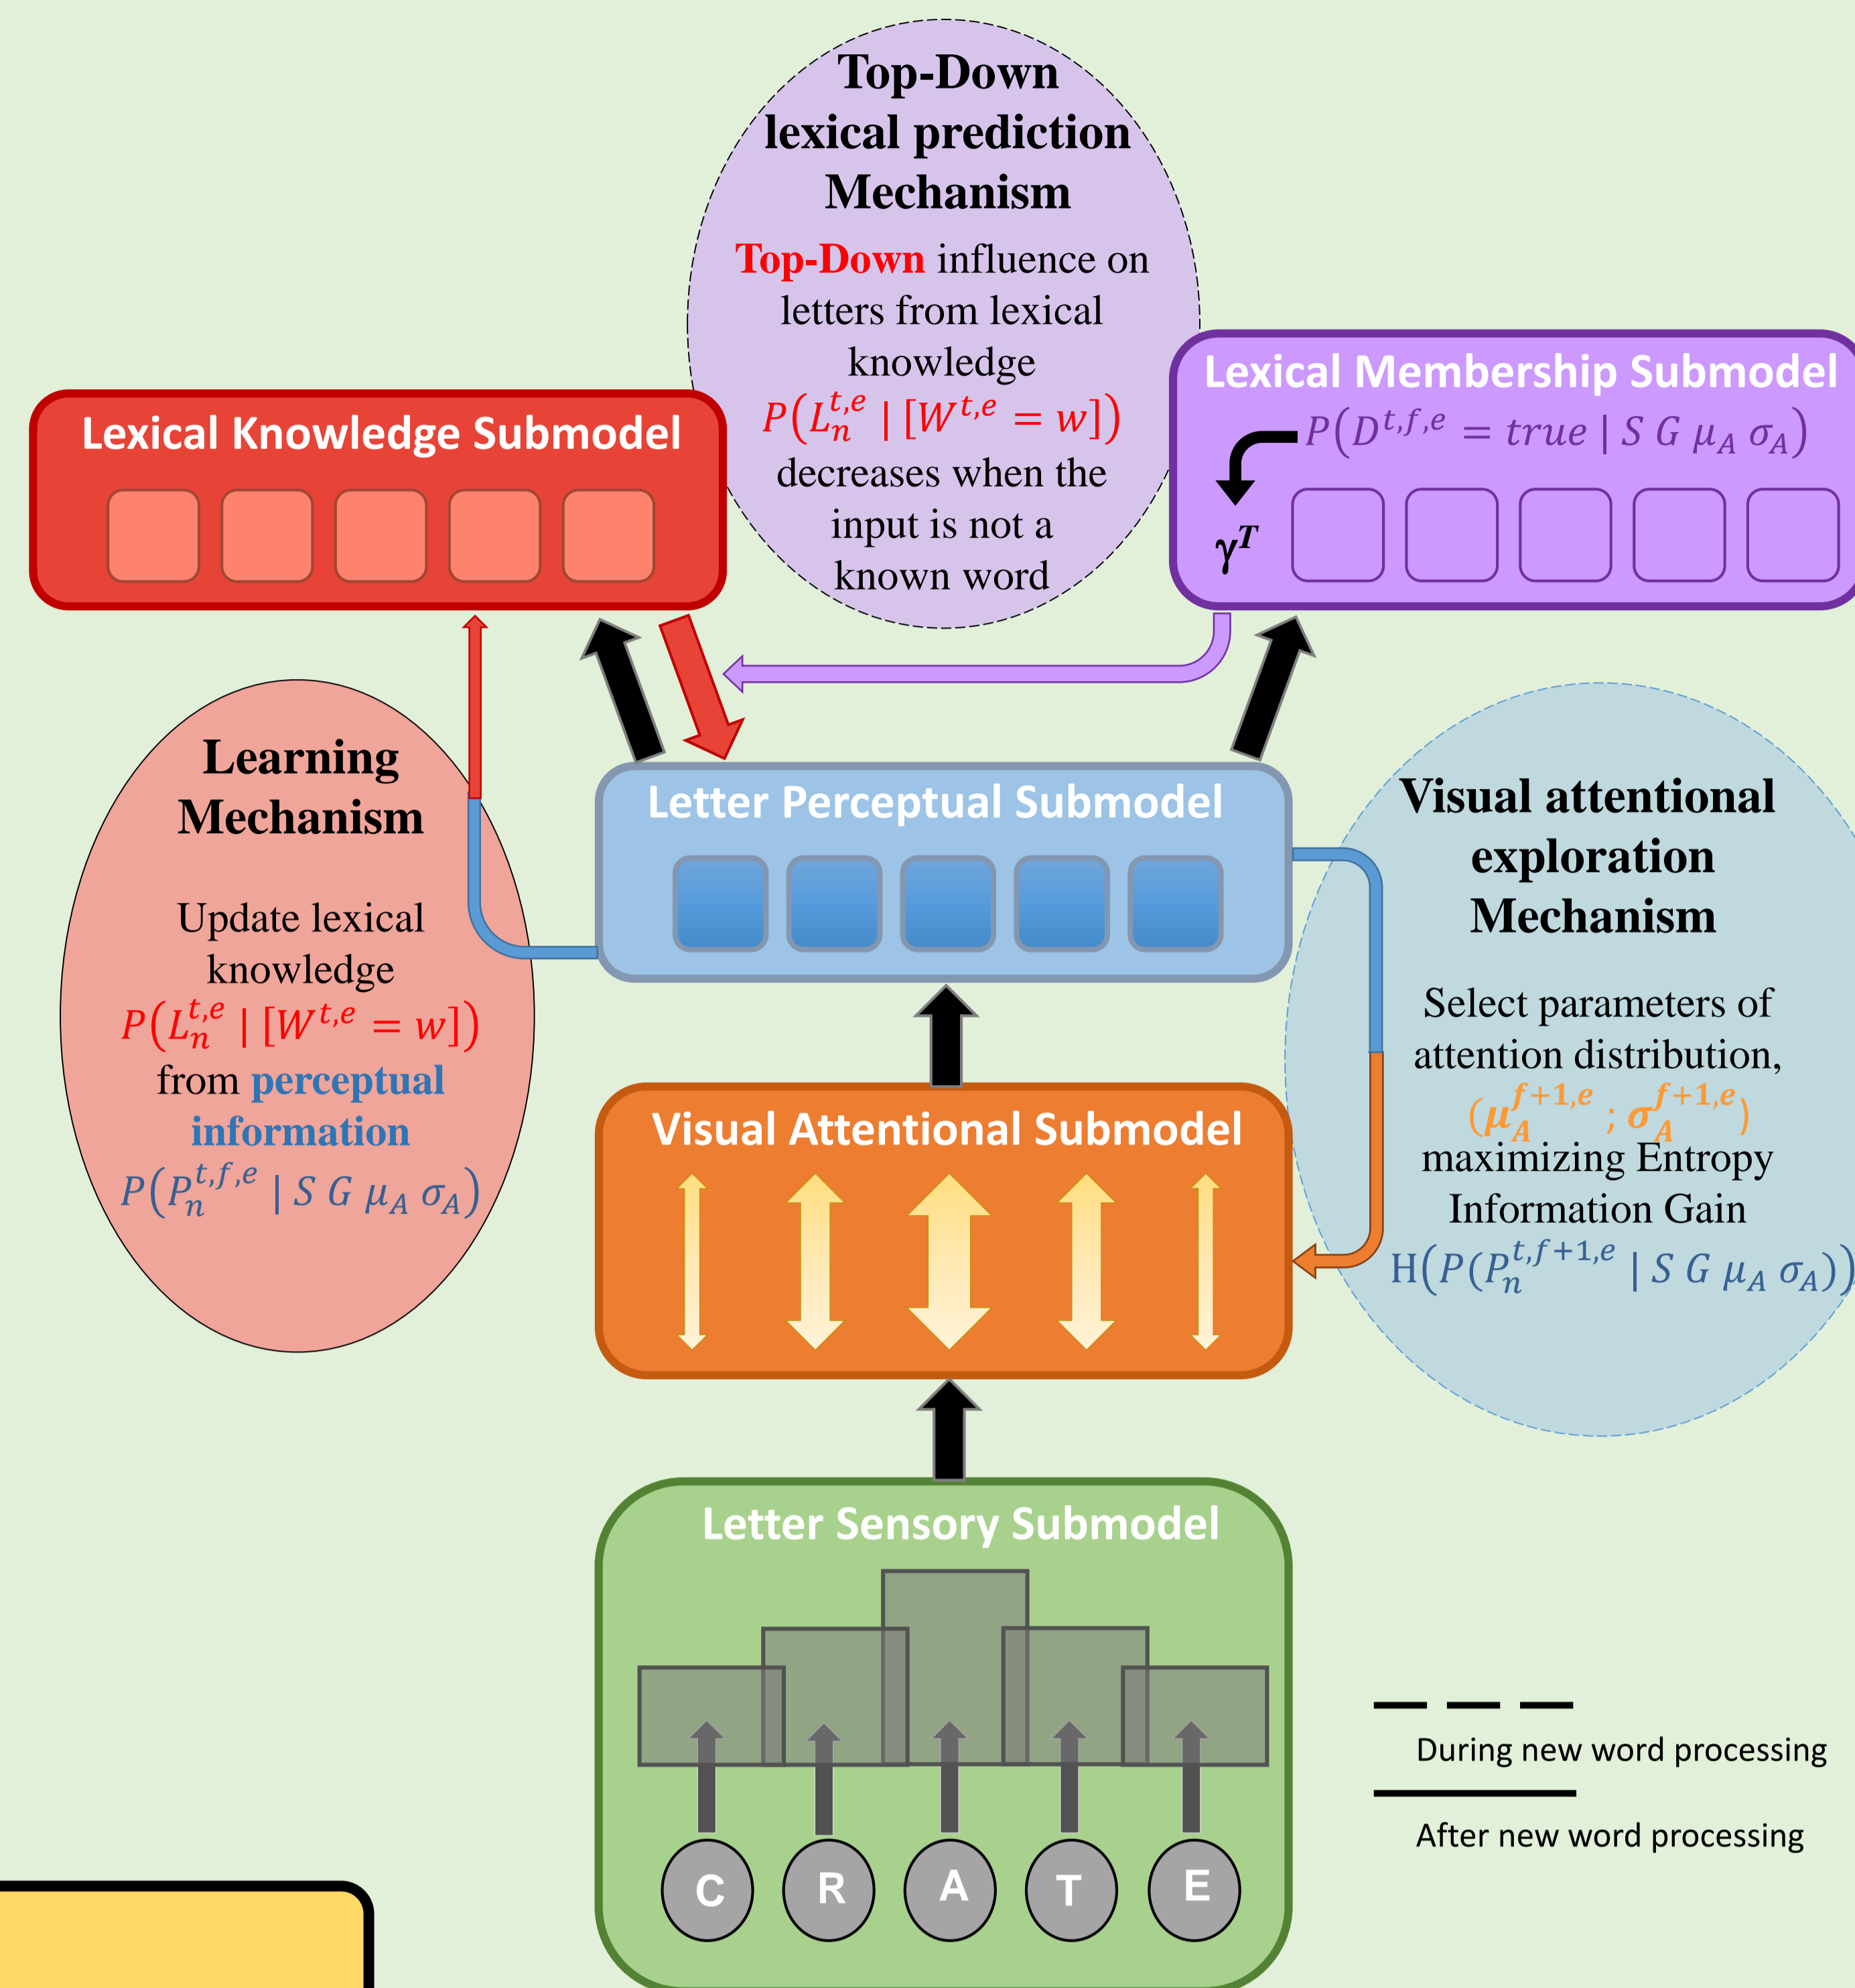 Top-Down
lexical prediction
Mechanism
Top-Down influence on
letters from lexical
knowledge
P(L_n^{t,e} | [W^{t,e} = w])
decreases when the
input is not a
known word
Lexical Knowledge Submodel
Lexical Membership Submodel
P(D^{t,f,e} = true | S G μ_A σ_A)
γ^T
Learning
Mechanism
Update lexical
knowledge
P(L_n^{t,e} | [W^{t,e} = w])
from perceptual
information
P(P_n^{t,f,e} | S G μ_A σ_A)
Letter Perceptual Submodel
Visual attentional
exploration
Mechanism
Select parameters of
attention distribution,
(μ_A^{f+1,e} ; σ_A^{f+1,e})
maximizing Entropy
Information Gain
H(P(P_n^{t,f+1,e} | S G μ_A σ_A))
Visual Attentional Submodel
Letter Sensory Submodel
C R A T E
During new word processing
After new word processing